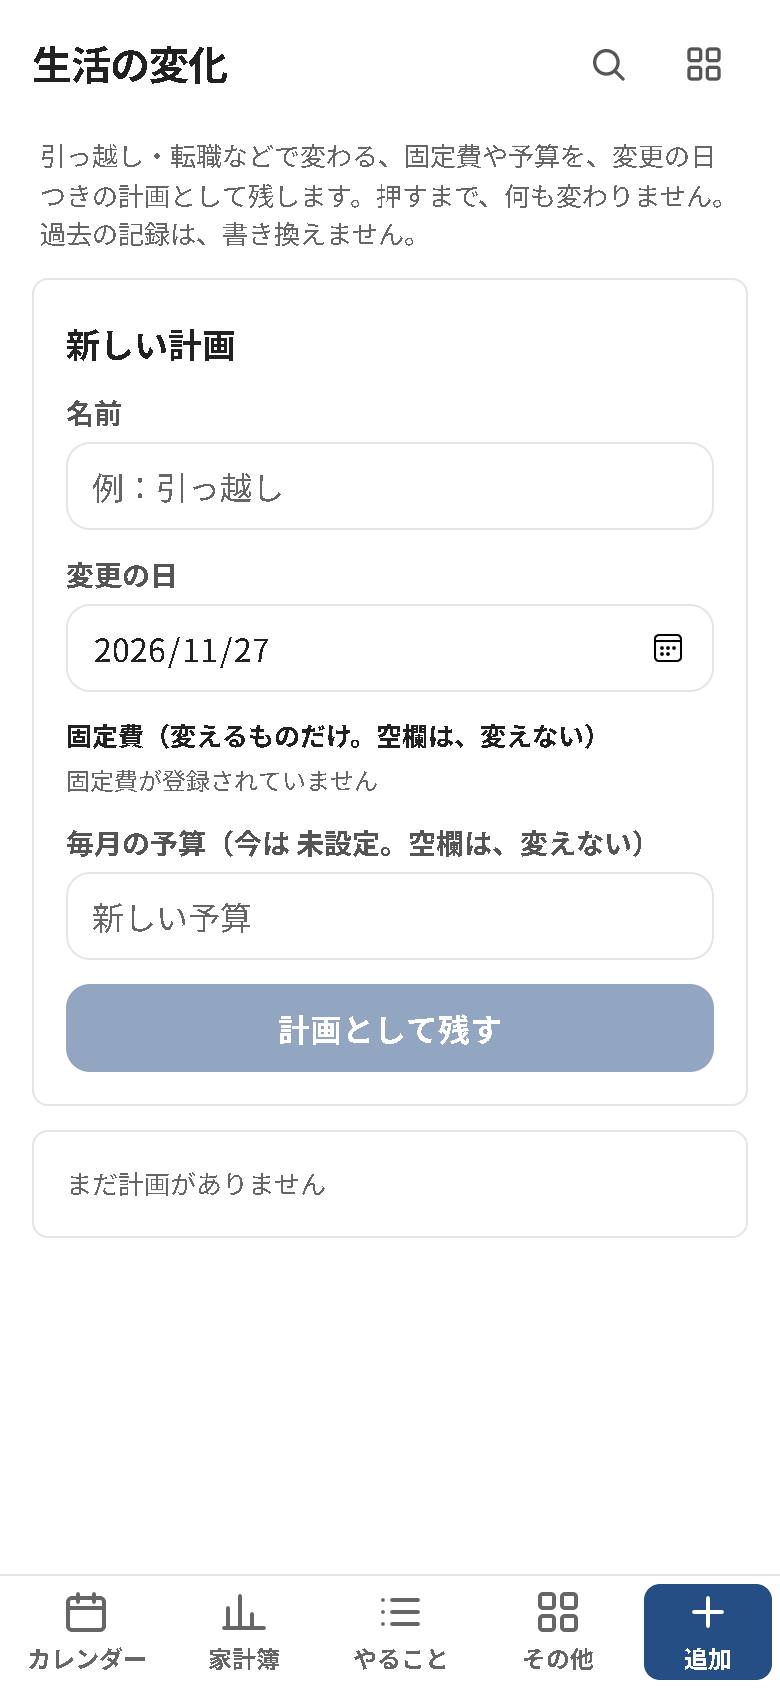 生活の変化
引っ越し・転職などで変わる、固定費や予算を、変更の日
つきの計画として残します。押すまで、何も変わりません。
過去の記録は、書き換えません。
新しい計画
名前
例：引っ越し
変更の日
2026/11/27
固定費（変えるものだけ。空欄は、変えない）
固定費が登録されていません
毎月の予算（今は 未設定。空欄は、変えない）
新しい予算
計画として残す
まだ計画がありません
カレンダー
家計簿
やること
その他
追加